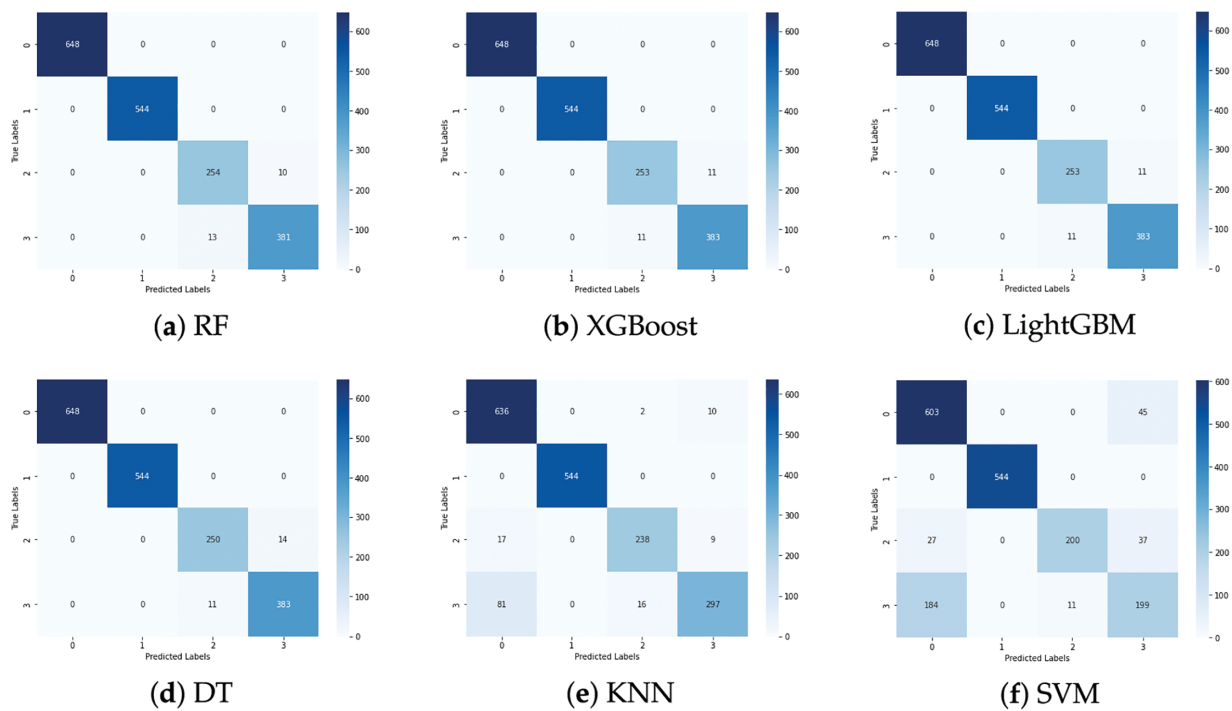 648 0 0 0
0 544 0 0
0 0 254 10
0 0 13 381
0 1 2 3
True Labels
0 1 2 3
Predicted Labels
600
500
400
300
200
100
0
(a) RF
648 0 0 0
0 544 0 0
0 0 253 11
0 0 11 383
0 1 2 3
True Labels
0 1 2 3
Predicted Labels
600
500
400
300
200
100
0
(b) XGBoost
648 0 0 0
0 544 0 0
0 0 253 11
0 0 11 383
0 1 2 3
True Labels
0 1 2 3
Predicted Labels
600
500
400
300
200
100
0
(c) LightGBM
648 0 0 0
0 544 0 0
0 0 250 14
0 0 11 383
0 1 2 3
True Labels
0 1 2 3
Predicted Labels
600
500
400
300
200
100
0
(d) DT
636 0 2 10
0 544 0 0
17 0 238 9
81 0 16 297
0 1 2 3
True Labels
0 1 2 3
Predicted Labels
600
500
400
300
200
100
0
(e) KNN
603 0 0 45
0 544 0 0
27 0 200 37
184 0 11 199
0 1 2 3
True Labels
0 1 2 3
Predicted Labels
600
500
400
300
200
100
0
(f) SVM